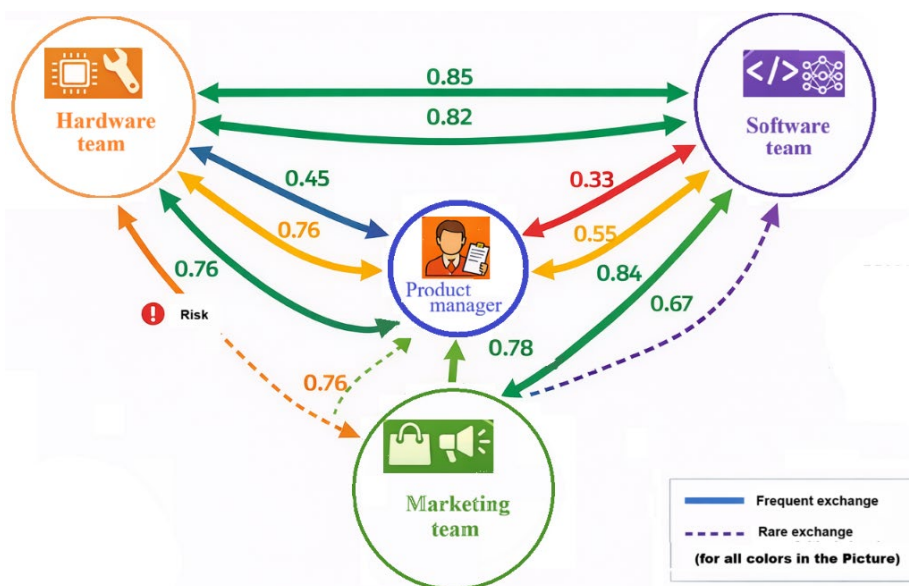 0.85
0.82
Hardware
team
</>
Software
team
0.45
0.33
0.76
0.55
0.76
0.84
Product
manager
0.67
! Risk
0.78
0.76
Marketing
team
Frequent exchange
Rare exchange
(for all colors in the Picture)